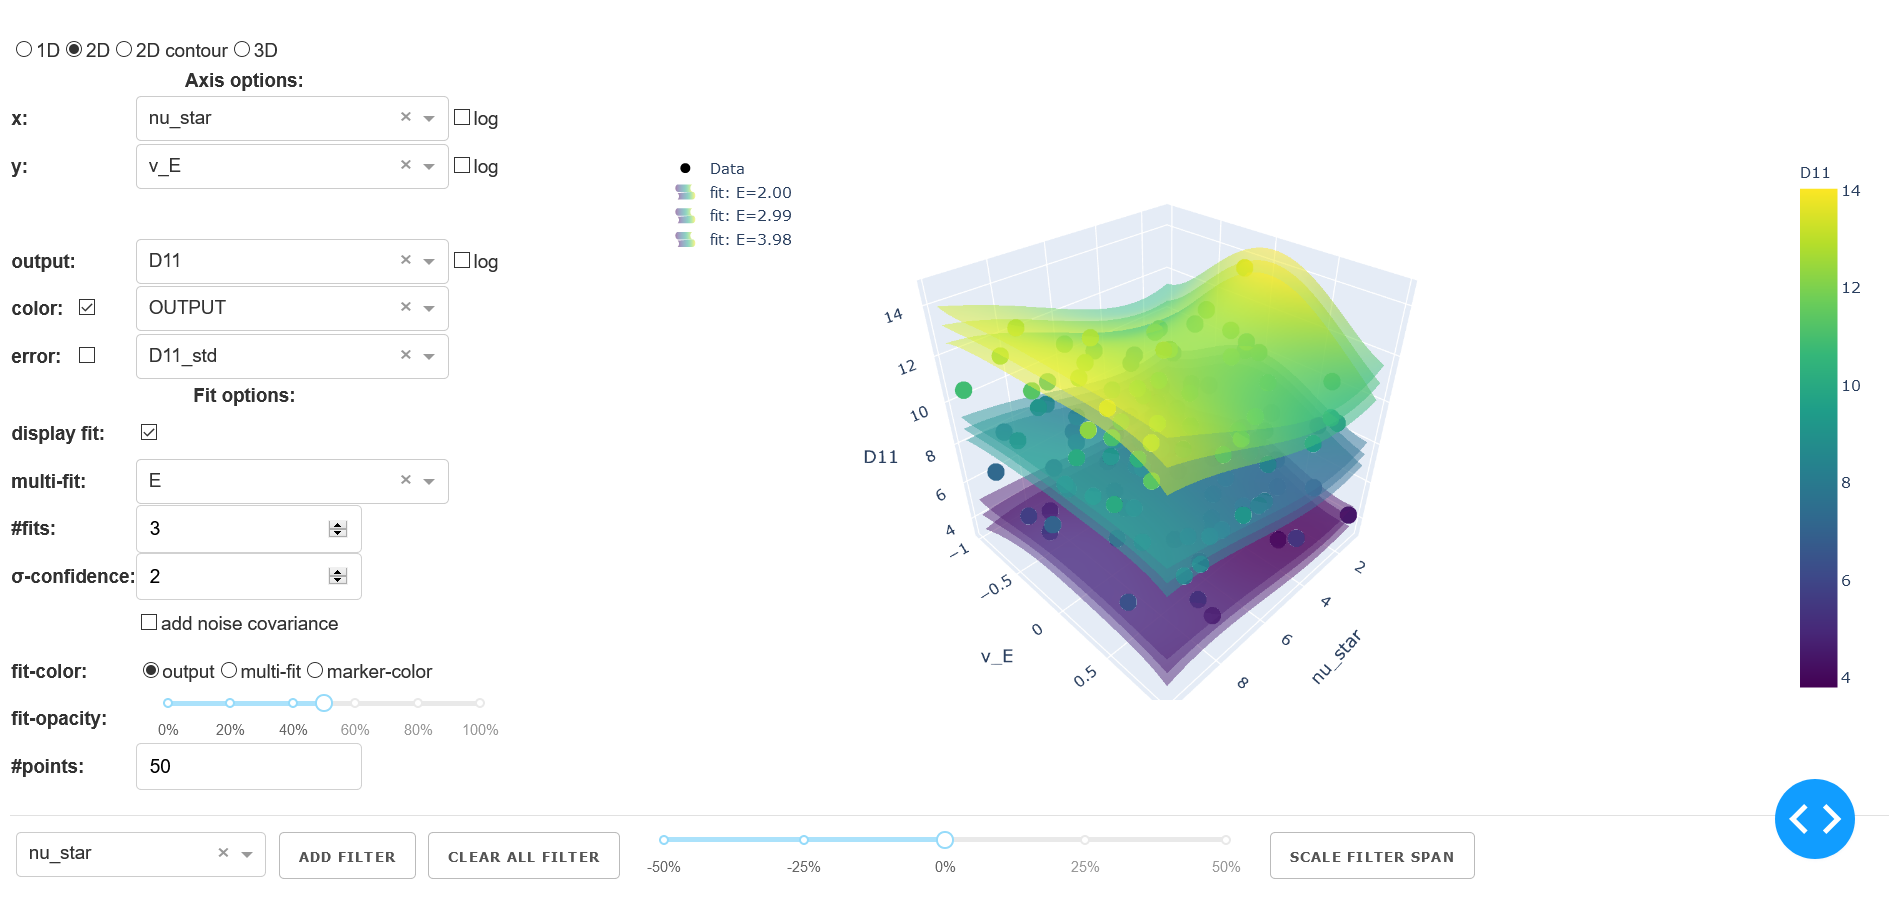 1D 2D 2D contour 3D
Axis options:
x: nu_star × log
y: v_E × log
output: D11 × log
color: OUTPUT ×
error: D11_std ×
Fit options:
display fit:
multi-fit: E ×
#fits: 3
σ-confidence: 2
add noise covariance
fit-color: output multi-fit marker-color
fit-opacity:
0% 20% 40% 60% 80% 100%
#points: 50
Data
fit: E=2.00
fit: E=2.99
fit: E=3.98
14
12
10
D11
8
6
4
−1
−0.5
0
0.5
v_E
2
4
6
8
nu_star
D11
14
12
10
8
6
4
nu_star × ADD FILTER CLEAR ALL FILTER SCALE FILTER SPAN
-50% -25% 0% 25% 50%